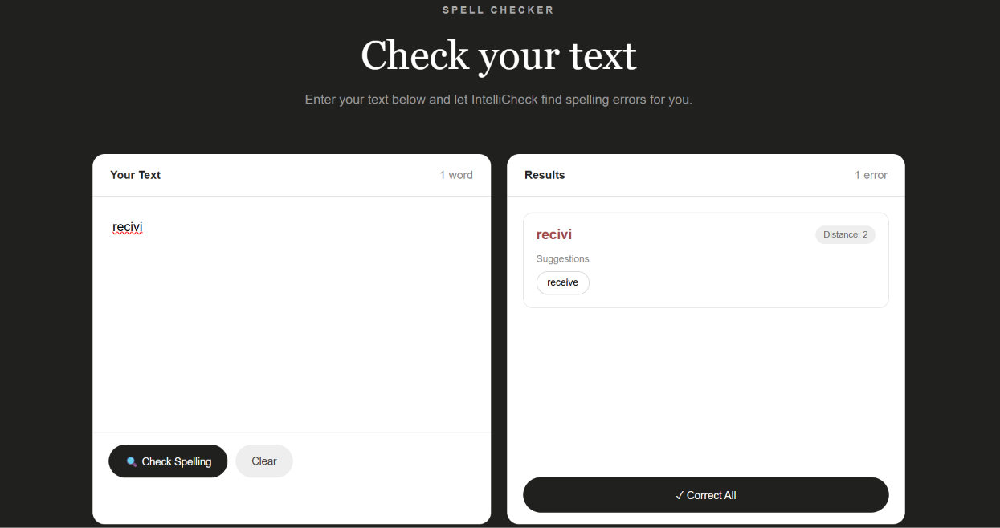 SPELL CHECKER
Check your text
Enter your text below and let IntelliCheck find spelling errors for you.
Your Text
1 word
recivi
Check Spelling
Clear
Results
1 error
recivi
Distance: 2
Suggestions
receive
✓ Correct All